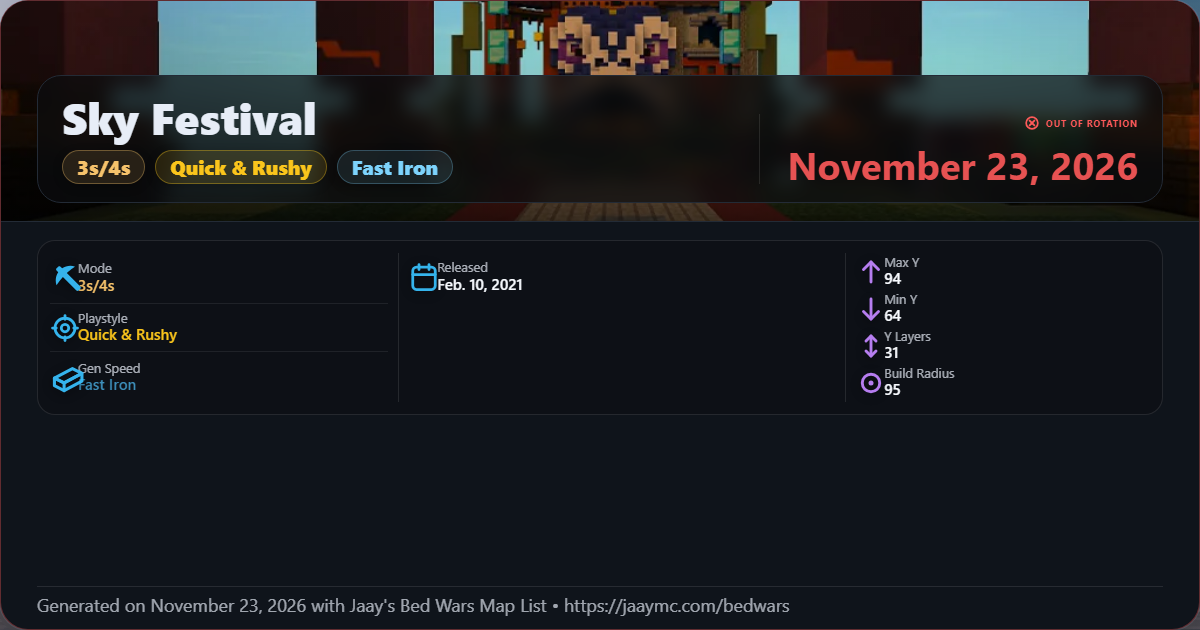 Sky Festival
3s/4s
Quick & Rushy
Fast Iron
OUT OF ROTATION
November 23, 2026
Mode
3s/4s
Playstyle
Quick & Rushy
Gen Speed
Fast Iron
Released
Feb. 10, 2021
Max Y
94
Min Y
64
Y Layers
31
Build Radius
95
Generated on November 23, 2026 with Jaay's Bed Wars Map List • https://jaaymc.com/bedwars